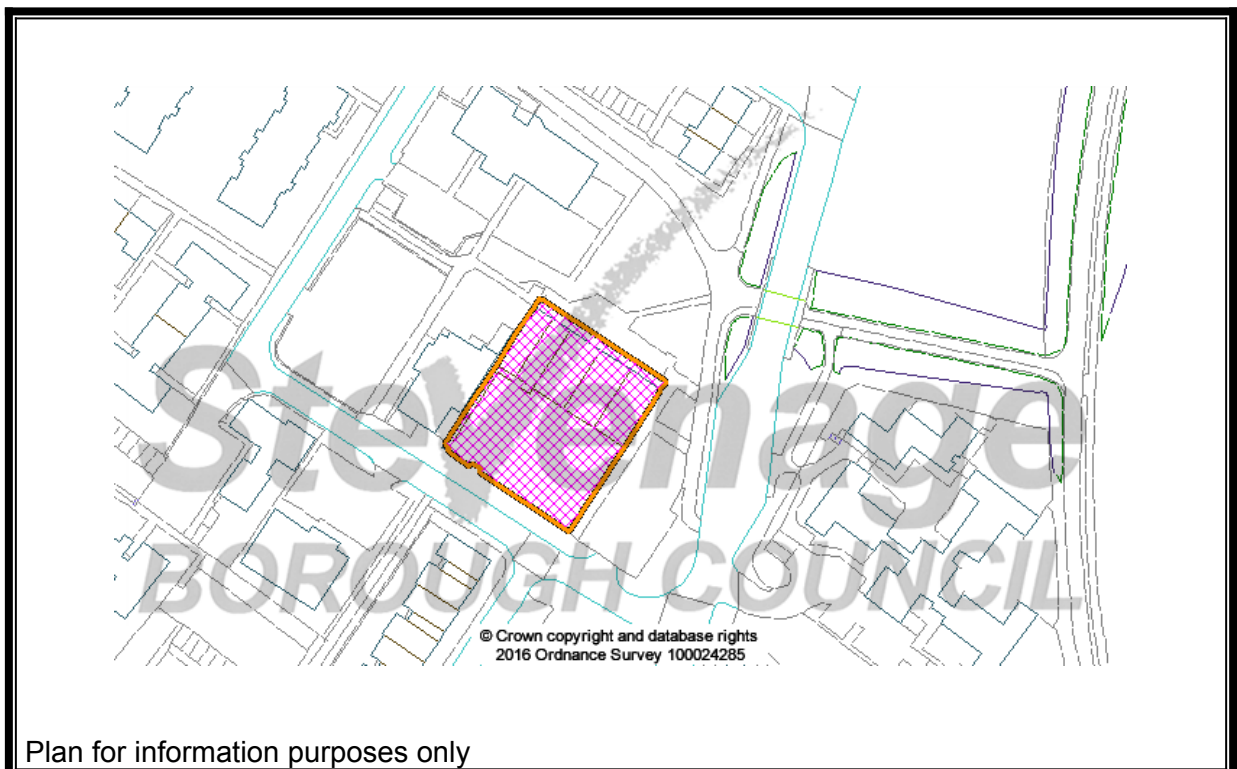 Stevenage
BOROUGH COUNCIL
© Crown copyright and database rights
2016 Ordnance Survey 100024285
Plan for information purposes only